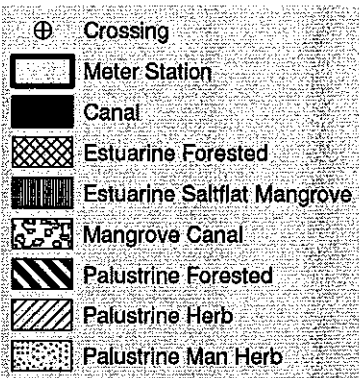 Crossing
Meter Station
Canal
Estuarine Forested
Estuarine Saltflat Mangrove
Mangrove Canal
Palustrine Forested
Palustrine Herb
Palustrine Man Herb